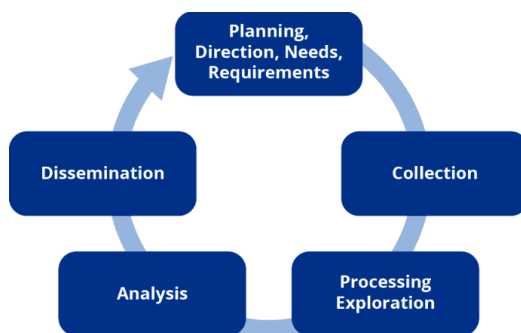 Planning,
Direction, Needs,
Requirements
Collection
Processing
Exploration
Analysis
Dissemination